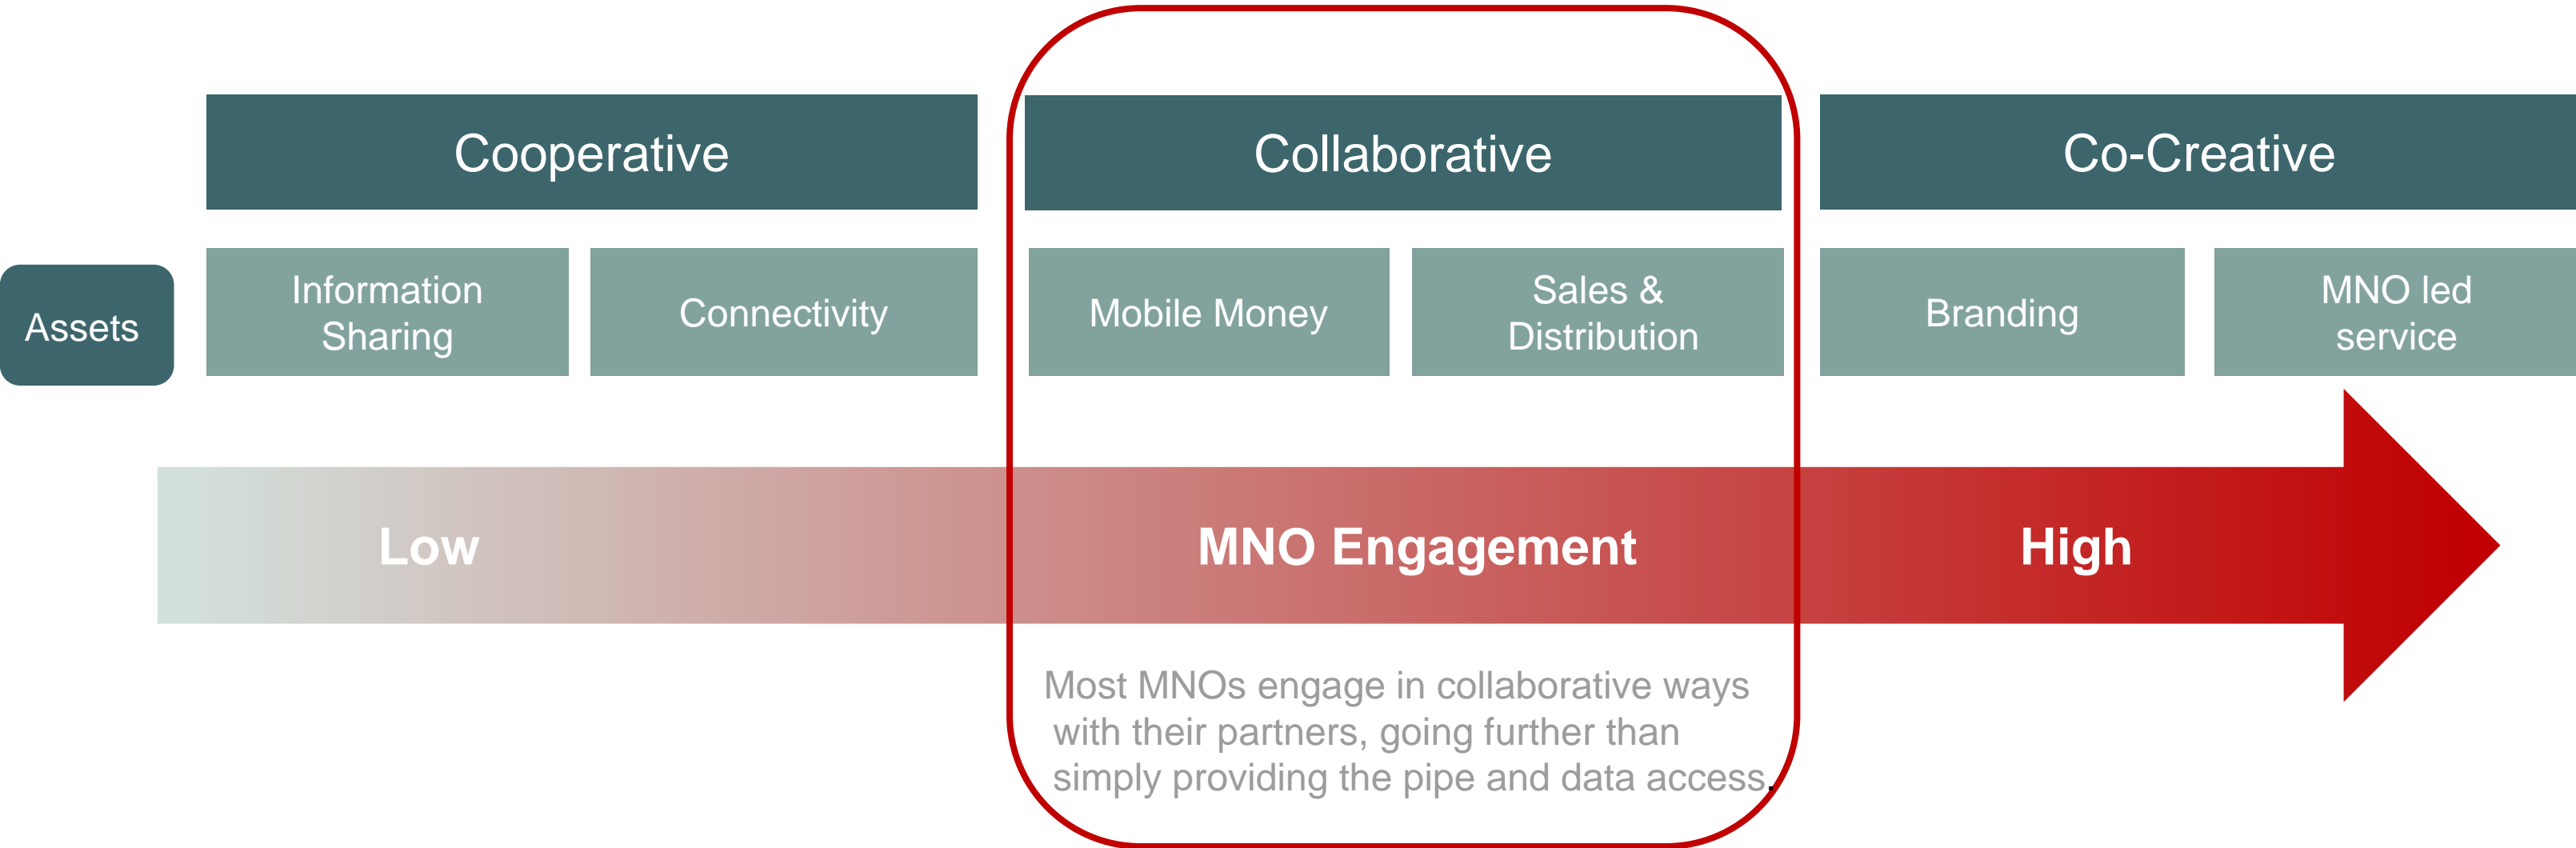 Cooperative
Collaborative
Co-Creative
Assets
Information
Sharing
Connectivity
Mobile Money
Sales &
Distribution
Branding
MNO led
service
Low
MNO Engagement
High
Most MNOs engage in collaborative ways
with their partners, going further than
simply providing the pipe and data access.